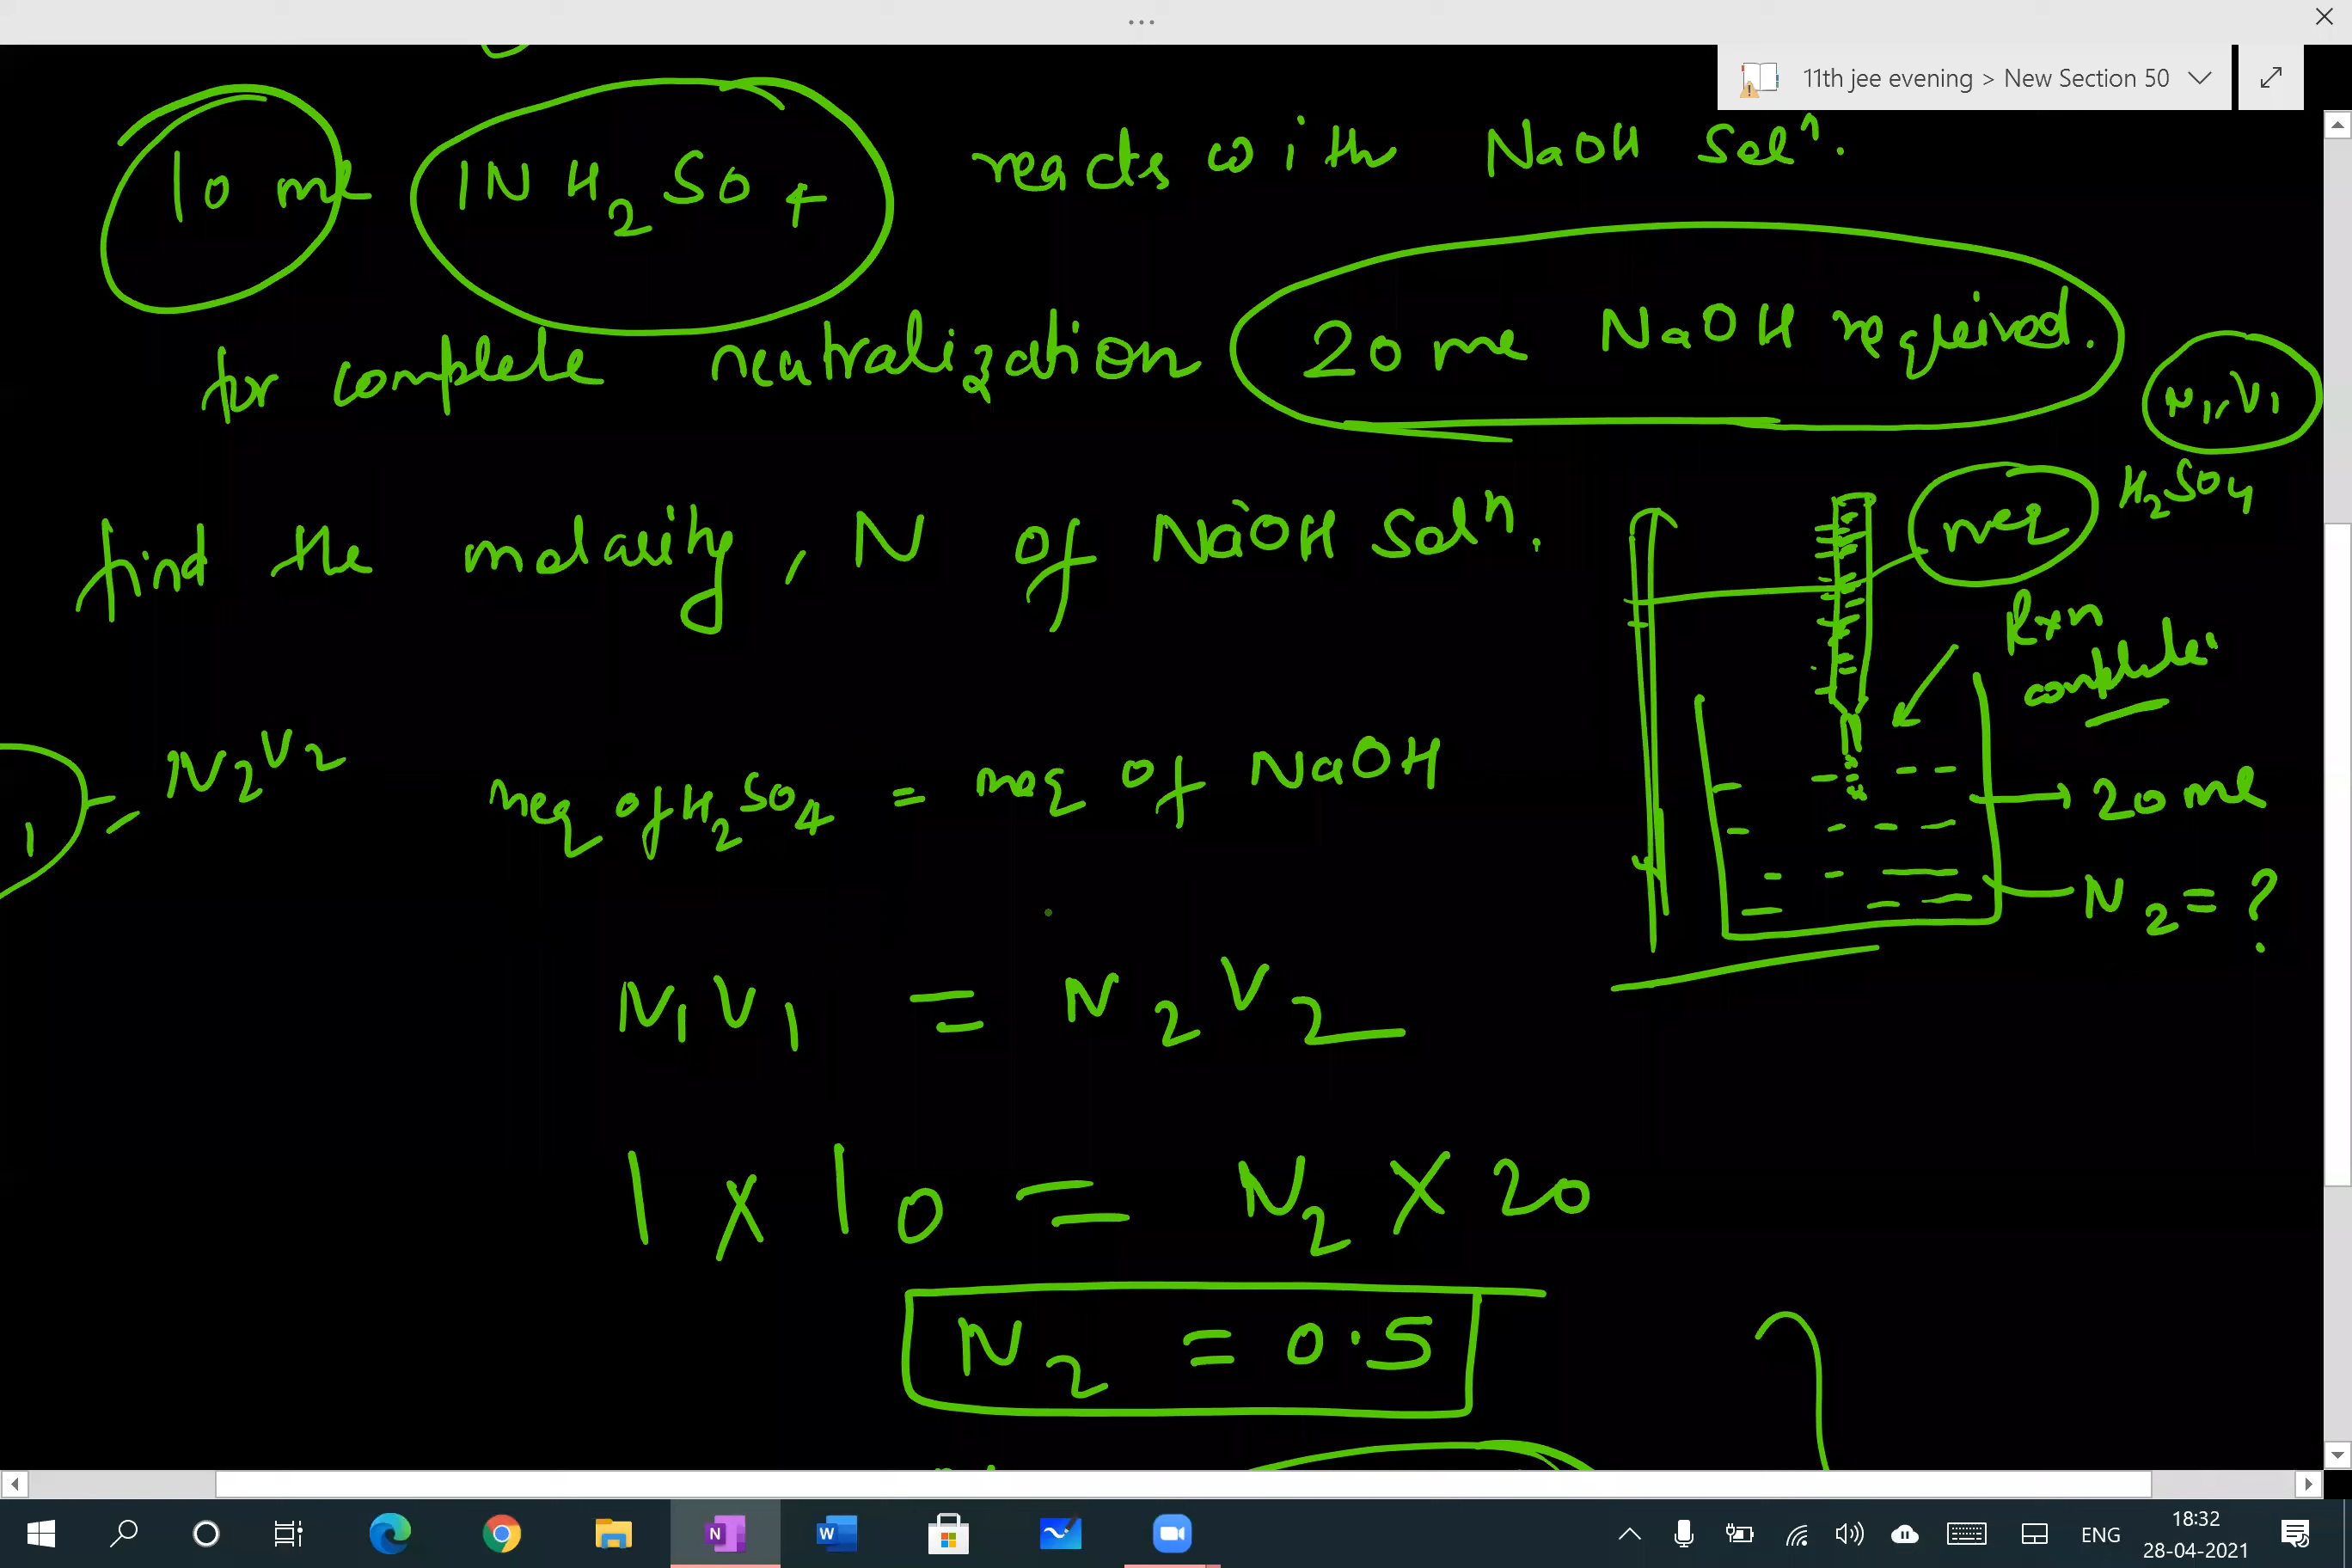 11th jee evening > New Section 50
10 ml 1N H₂SO₄ reacts with NaOH Solⁿ.
for complete neutralization 20 ml NaOH required.
N₁, V₁
find the molarity, N of NaOH Solⁿ.
meq H₂SO₄
Rxn
complete
= N₂V₂
meq of H₂SO₄ = meq of NaOH
20 ml
N₂ = ?
N₁V₁ = N₂V₂
1 × 10 = N₂ × 20
N₂ = 0.5
ENG
18:32
28-04-2021